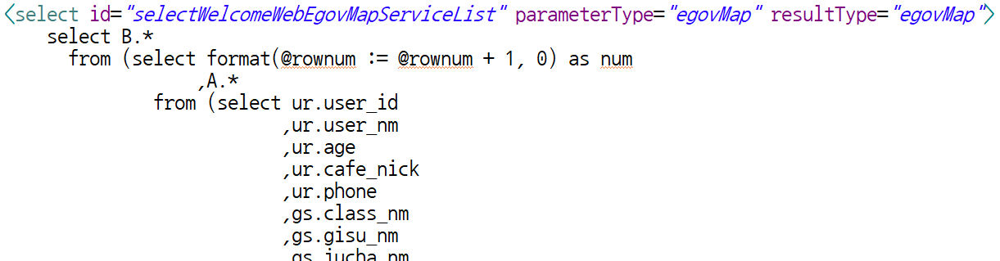 <select id="selectWelcomeWebEgovMapServiceList" parameterType="egovMap" resultType="egovMap">
select B.*
from (select format(@rownum := @rownum + 1, 0) as num
,A.*
from (select ur.user_id
,ur.user_nm
,ur.age
,ur.cafe_nick
,ur.phone
,gs.class_nm
,gs.gisu_nm
,gs.jucha_nm